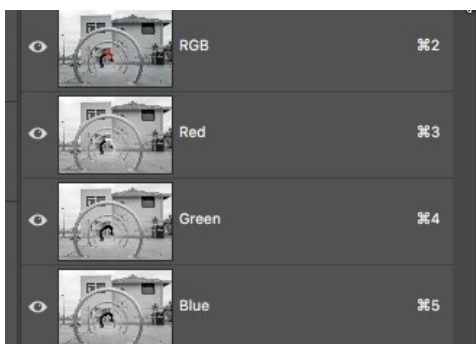 RGB ⌘2
Red ⌘3
Green ⌘4
Blue ⌘5